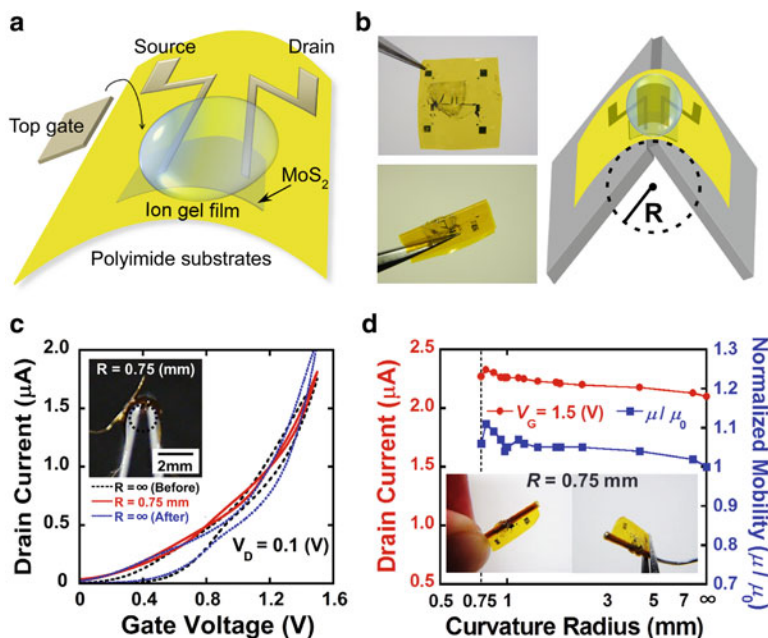 a
Source
Drain
Top gate
MoS2
Ion gel film
Polyimide substrates
b
R
c
Drain Current (μA)
2.0
1.5
1.0
0.5
0
0
0.4
0.8
1.2
1.6
Gate Voltage (V)
R = 0.75 (mm)
2mm
R = ∞ (Before)
R = 0.75 mm
R = ∞ (After)
VD = 0.1 (V)
d
Drain Current (μA)
2.5
2.0
1.5
1.0
0.5
VG = 1.5 (V)
μ / μ0
R = 0.75 mm
1.3
1.2
1.1
1.0
0.9
0.8
0.7
Normalized Mobility (μ / μ0)
0.5
0.75
1
3
5
7
∞
Curvature Radius (mm)